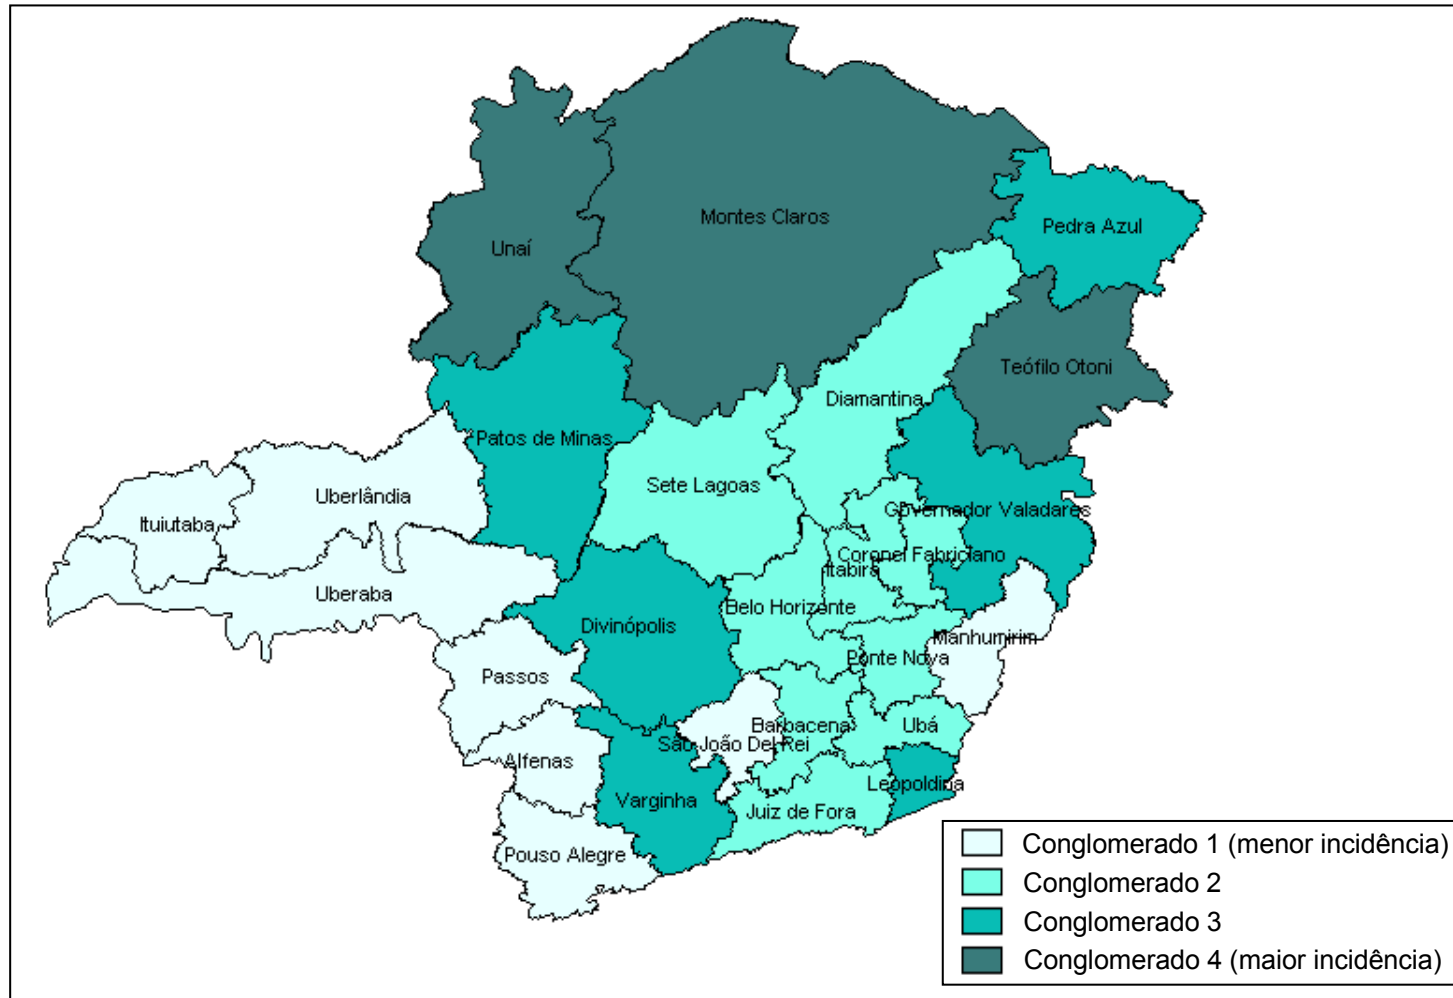 Montes Claros
Pedra Azul
Unaí
Teófilo Otoni
Diamantina
Patos de Minas
Sete Lagoas
Uberlândia
Governador Valadares
Ituiutaba
Coronel Fabriciano
Itabira
Uberaba
Belo Horizonte
Divinópolis
Manhumirim
Ponte Nova
Passos
Barbacena
Ubá
São João Del Rei
Alfenas
Leopoldina
Varginha
Juiz de Fora
Pouso Alegre
Conglomerado 1 (menor incidência)
Conglomerado 2
Conglomerado 3
Conglomerado 4 (maior incidência)